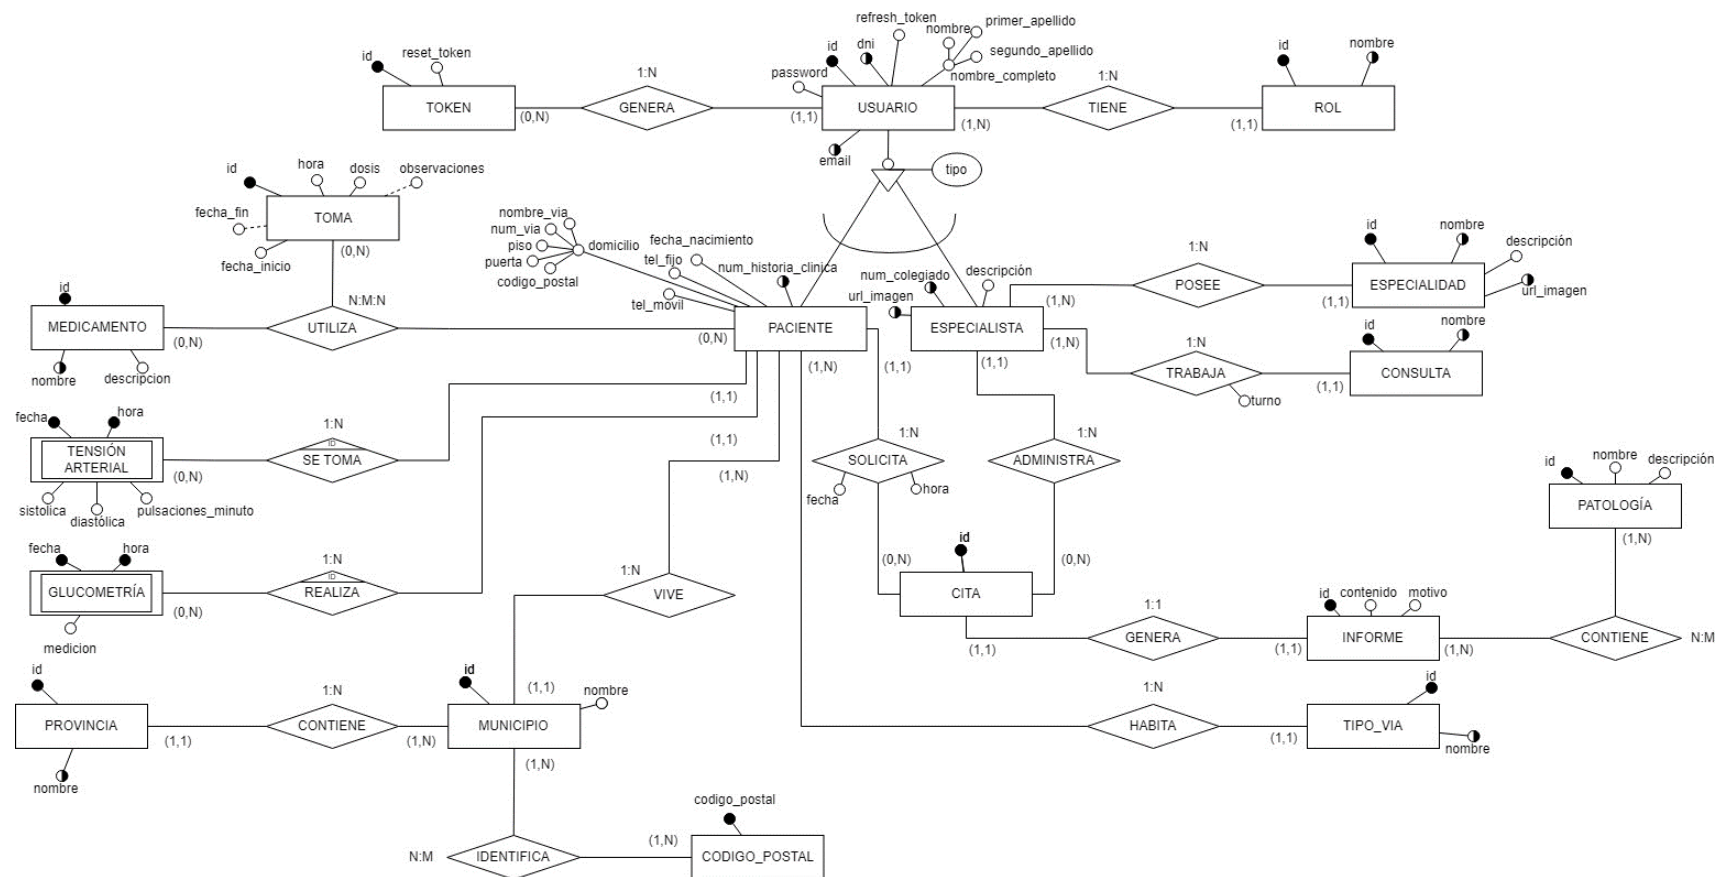 refresh_token
primer_apellido
nombre
dni
id
segundo_apellido
nombre_completo
password
id
reset_token
1:N
TOKEN
GENERA
USUARIO
(0,N)
(1,1)
(1,N)
1:N
TIENE
id
nombre
ROL
(1,1)
email
tipo
id
hora
dosis
observaciones
fecha_fin
TOMA
fecha_inicio
(0,N)
nombre_via
num_via
piso
puerta
codigo_postal
domicilio
fecha_nacimiento
tel_fijo
num_historia_clinica
tel_movil
num_colegiado
descripción
url_imagen
1:N
POSEE
id
nombre
descripción
ESPECIALIDAD
url_imagen
(1,N)
(1,1)
id
MEDICAMENTO
(0,N)
nombre
descripcion
N:M:N
UTILIZA
PACIENTE
(0,N)
(1,N)
(1,1)
ESPECIALISTA
(1,N)
(1,1)
1:N
TRABAJA
turno
id
nombre
CONSULTA
(1,1)
fecha
hora
TENSIÓN
ARTERIAL
(0,N)
sistolica
diastólica
pulsaciones_minuto
1:N
ID
SE TOMA
(1,1)
(1,1)
(1,N)
1:N
SOLICITA
fecha
hora
1:N
ADMINISTRA
id
nombre
descripción
PATOLOGÍA
(1,N)
fecha
hora
GLUCOMETRÍA
(0,N)
medicion
1:N
ID
REALIZA
1:N
VIVE
id
(0,N)
(0,N)
CITA
(1,1)
1:1
GENERA
id
contenido
motivo
INFORME
(1,1)
(1,N)
CONTIENE
N:M
id
PROVINCIA
(1,1)
nombre
1:N
CONTIENE
(1,N)
id
(1,1)
nombre
MUNICIPIO
(1,N)
1:N
HABITA
(1,1)
id
TIPO_VIA
nombre
N:M
IDENTIFICA
(1,N)
codigo_postal
CODIGO_POSTAL